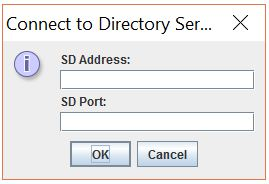 Connect to Directory Ser...
SD Address:
SD Port:
OK
Cancel